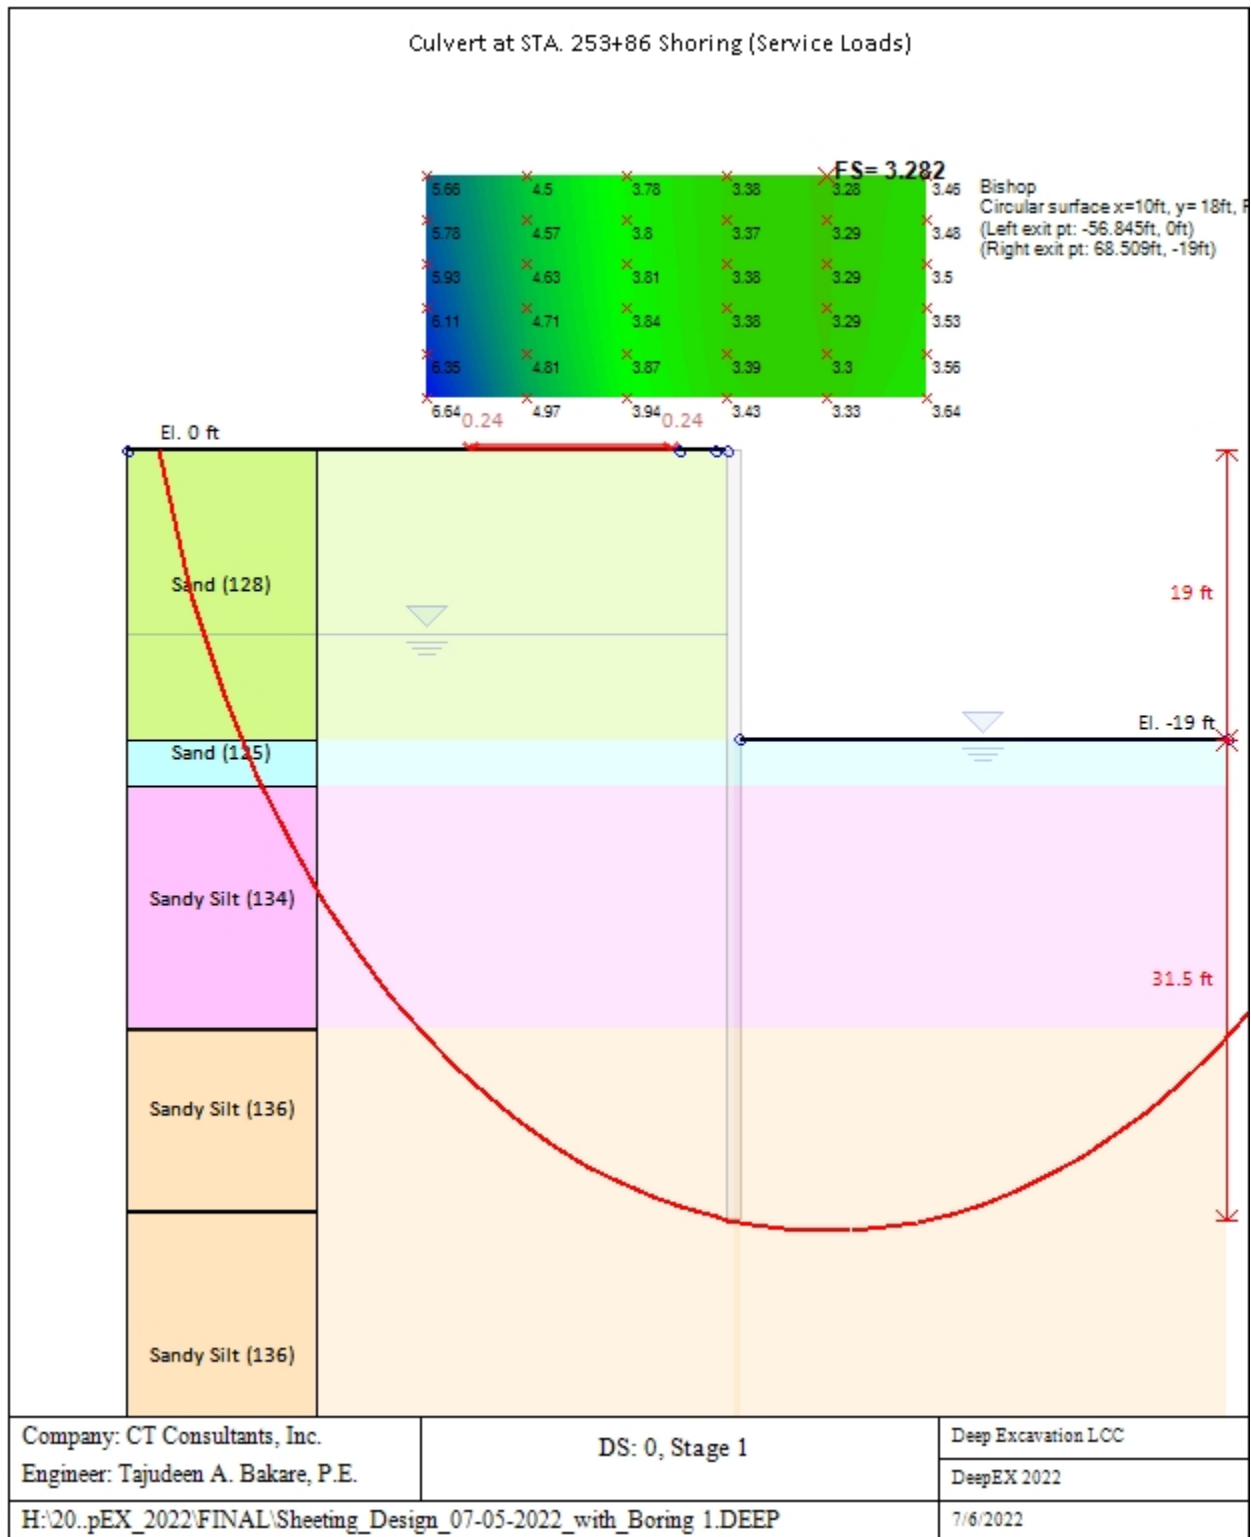 Culvert at STA. 253+86 Shoring (Service Loads)
FS= 3.282
5.66 4.5 3.78 3.38 3.28 3.46
Bishop
Circular surface x=10ft, y= 18ft,
(Left exit pt: -56.845ft, 0ft)
(Right exit pt: 68.509ft, -19ft)
5.78 4.57 3.8 3.37 3.29 3.48
5.93 4.63 3.81 3.38 3.29 3.5
6.11 4.71 3.84 3.38 3.29 3.53
6.35 4.81 3.87 3.39 3.3 3.56
6.64 4.97 3.94 3.43 3.33 3.64
0.24 0.24
El. 0 ft
Sand (128)
19 ft
El. -19 ft
Sand (125)
Sandy Silt (134)
31.5 ft
Sandy Silt (136)
Sandy Silt (136)
Company: CT Consultants, Inc.
Engineer: Tajudeen A. Bakare, P.E.
DS: 0, Stage 1
Deep Excavation LCC
DeepEX 2022
H:\20..pEX_2022\FINAL\Sheeting_Design_07-05-2022_with_Boring 1.DEEP
7/6/2022